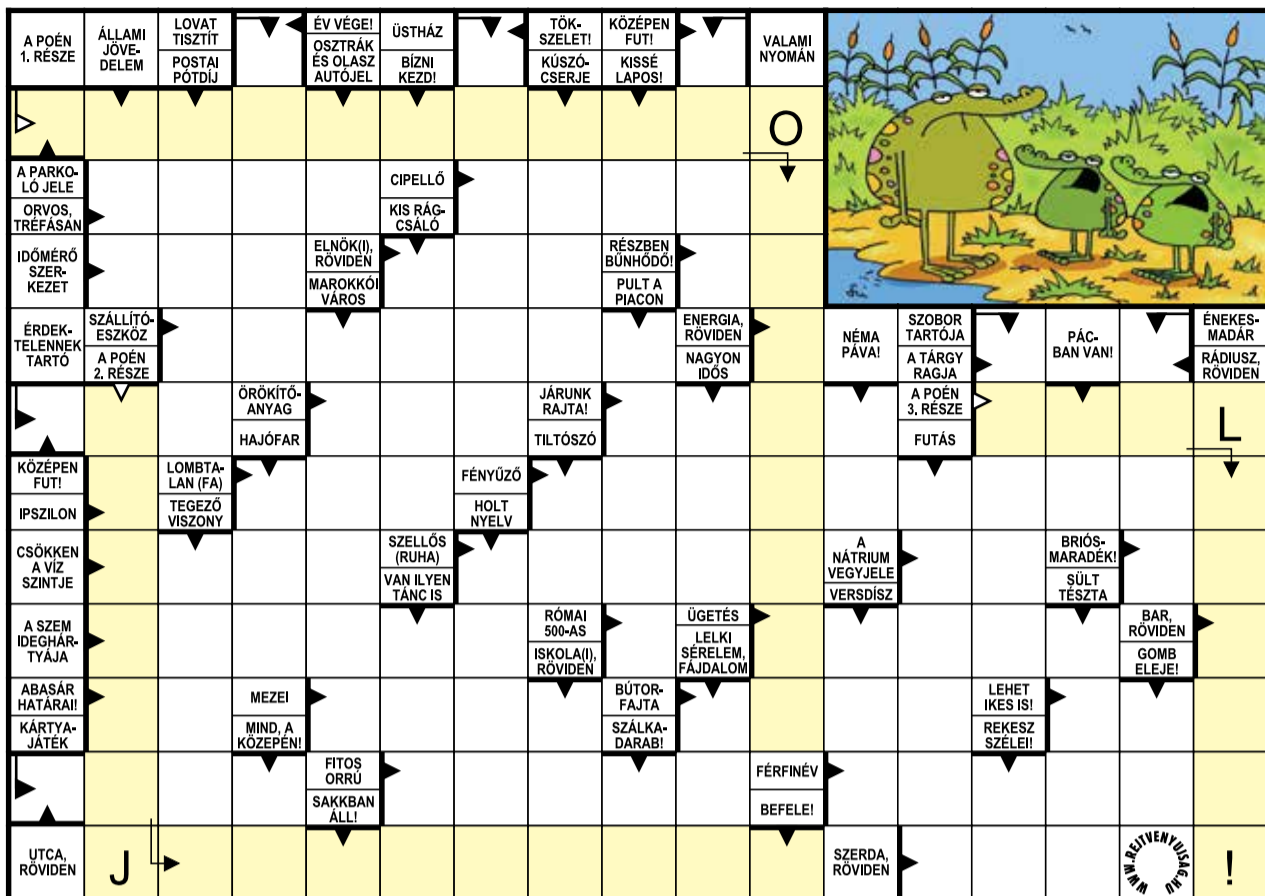 A POÉN
1. RÉSZE
ÁLLAMI
JÖVE-
DELEM
LOVAT
TISZTÍT
POSTAI
PÓTDÍJ
ÉV VÉGE!
OSZTRÁK
ÉS OLASZ
AUTÓJEL
ÜSTHÁZ
BÍZNI
KEZD!
TÖK-
SZELET!
KÚSZÓ-
CSERJE
KÖZÉPEN
FUT!
KISSÉ
LAPOS!
VALAMI
NYOMÁN
O
A PARKO-
LÓ JELE
ORVOS,
TRÉFÁSAN
CIPELLŐ
KIS RÁG-
CSÁLÓ
IDŐMÉRŐ
SZER-
KEZET
ELNÖK(I),
RÖVIDEN
MAROKKÓI
VÁROS
RÉSZBEN
BŰNHŐDŐ!
PULT A
PIACON
ÉRDEK-
TELENNEK
TARTÓ
SZÁLLÍTÓ-
ESZKÖZ
A POÉN
2. RÉSZE
ENERGIA,
RÖVIDEN
NAGYON
IDŐS
NÉMA
PÁVA!
SZOBOR
TARTÓJA
A TÁRGY
RAGJA
PÁC-
BAN VAN!
ÉNEKES-
MADÁR
RÁDIUSZ,
RÖVIDEN
ÖRÖKÍTŐ-
ANYAG
HAJÓFAR
JÁRUNK
RAJTA!
TILTÓSZÓ
A POÉN
3. RÉSZE
FUTÁS
L
KÖZÉPEN
FUT!
IPSZILON
LOMBTA-
LAN (FA)
TEGEZŐ
VISZONY
FÉNYŰZŐ
HOLT
NYELV
CSÖKKEN
A VÍZ
SZINTJE
SZELLŐS
(RUHA)
VAN ILYEN
TÁNC IS
A
NÁTRIUM
VEGYJELE
VERSDÍSZ
BRIÓS-
MARADÉK!
SÜLT
TÉSZTA
A SZEM
IDEGHÁR-
TYÁJA
RÓMAI
500-AS
ISKOLA(I),
RÖVIDEN
ÜGETÉS
LELKI
SÉRELEM,
FÁJDALOM
BAR,
RÖVIDEN
GOMB
ELEJE!
ABASÁR
HATÁRAI!
KÁRTYA-
JÁTÉK
MEZEI
MIND, A
KÖZEPÉN!
BÚTOR-
FAJTA
SZÁLKA-
DARAB!
LEHET
IKES IS!
REKESZ
SZÉLEI!
FITOS
ORRÚ
SAKKBAN
ÁLL!
FÉRFINÉV
BEFELE!
UTCA,
RÖVIDEN
J
SZERDA,
RÖVIDEN
WWW.REJTVENYUJSAG.HU
!